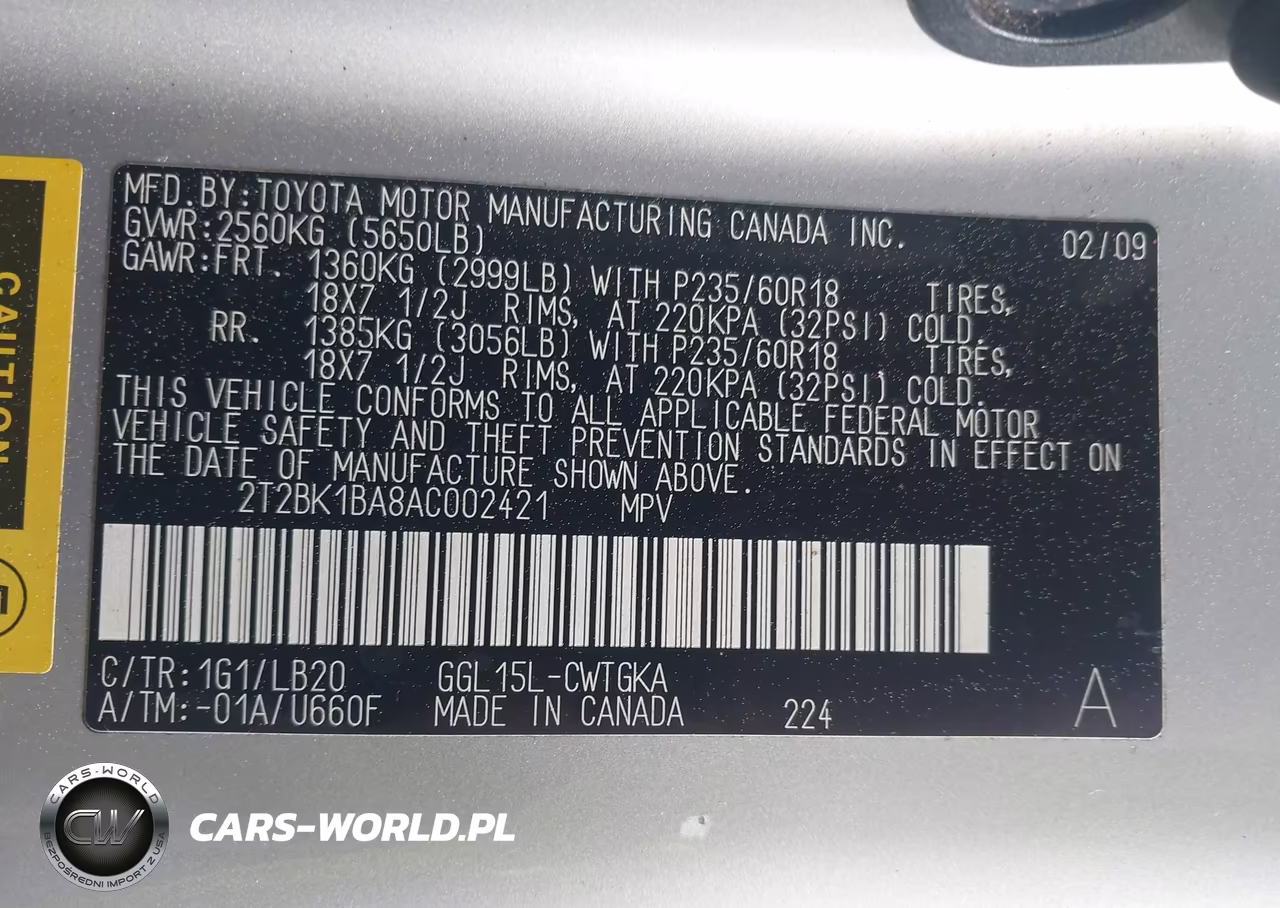 MFD.BY:TOYOTA MOTOR MANUFACTURING CANADA INC. 02/09
GVWR:2560KG (5650LB)
GAWR:FRT. 1360KG (2999LB) WITH P235/60R18 TIRES,
18X7 1/2J RIMS, AT 220KPA (32PSI) COLD.
RR. 1385KG (3056LB) WITH P235/60R18 TIRES,
18X7 1/2J RIMS, AT 220KPA (32PSI) COLD.
THIS VEHICLE CONFORMS TO ALL APPLICABLE FEDERAL MOTOR
VEHICLE SAFETY AND THEFT PREVENTION STANDARDS IN EFFECT ON
THE DATE OF MANUFACTURE SHOWN ABOVE.
2T2BK1BA8AC002421 MPV
C/TR:1G1/LB20 GGL15L-CWTGKA
A/TM:-01A/U660F MADE IN CANADA 224 A
CAUTION
CARS-WORLD
CW
BEZPOŚREDNI IMPORT Z USA
CARS-WORLD.PL